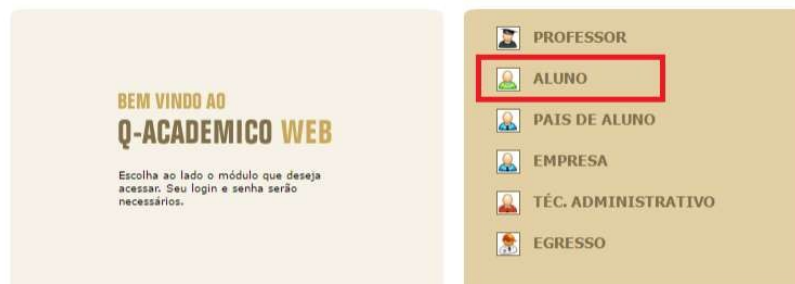 BEM VINDO AO
Q-ACADEMICO WEB
Escolha ao lado o módulo que deseja
acessar. Seu login e senha serão
necessários.
PROFESSOR
ALUNO
PAIS DE ALUNO
EMPRESA
TÉC. ADMINISTRATIVO
EGRESSO